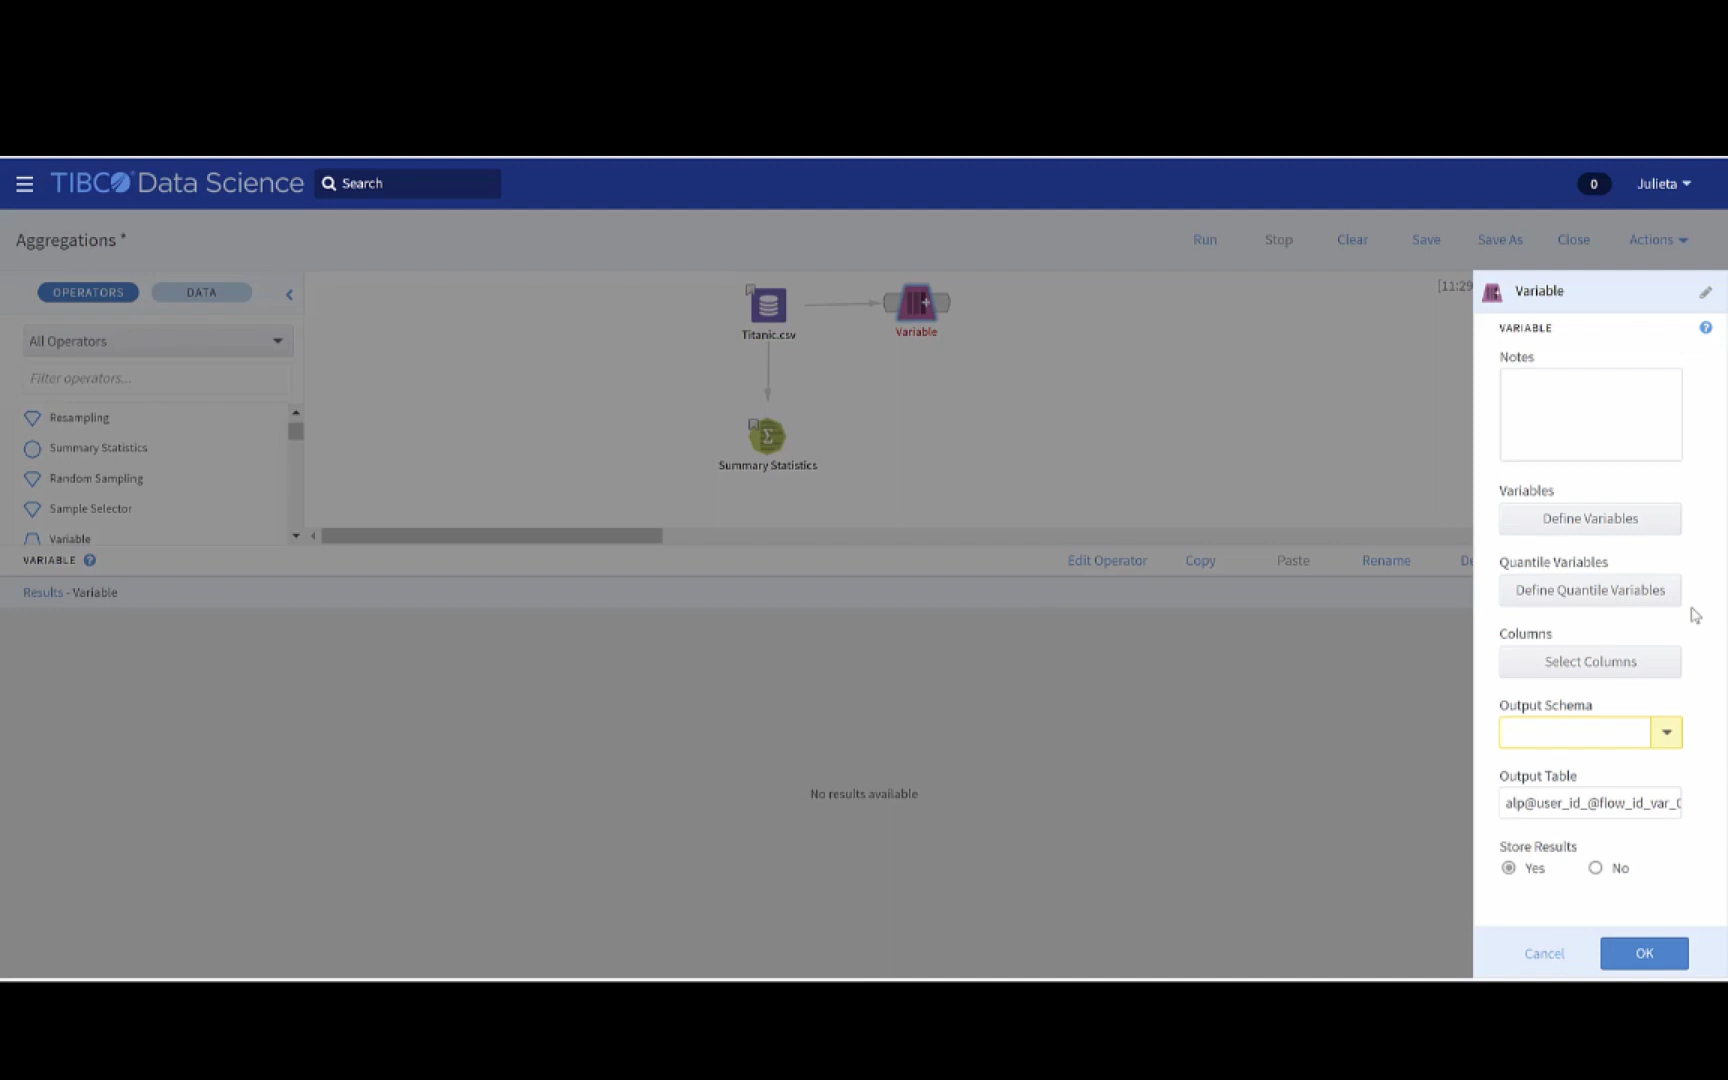 TIBCO Data Science
Search
0
Julieta
Aggregations *
Run
Stop
Clear
Save
Save As
Close
Actions
OPERATORS
DATA
All Operators
Filter operators...
Resampling
Summary Statistics
Random Sampling
Sample Selector
Variable
Titanic.csv
Variable
Σ
Summary Statistics
[11:29
VARIABLE ?
Edit Operator
Copy
Paste
Rename
De
Results - Variable
No results available
Variable
VARIABLE
?
Notes
Variables
Define Variables
Quantile Variables
Define Quantile Variables
Columns
Select Columns
Output Schema
Output Table
alp@user_id_@flow_id_var_0
Store Results
Yes
No
Cancel
OK